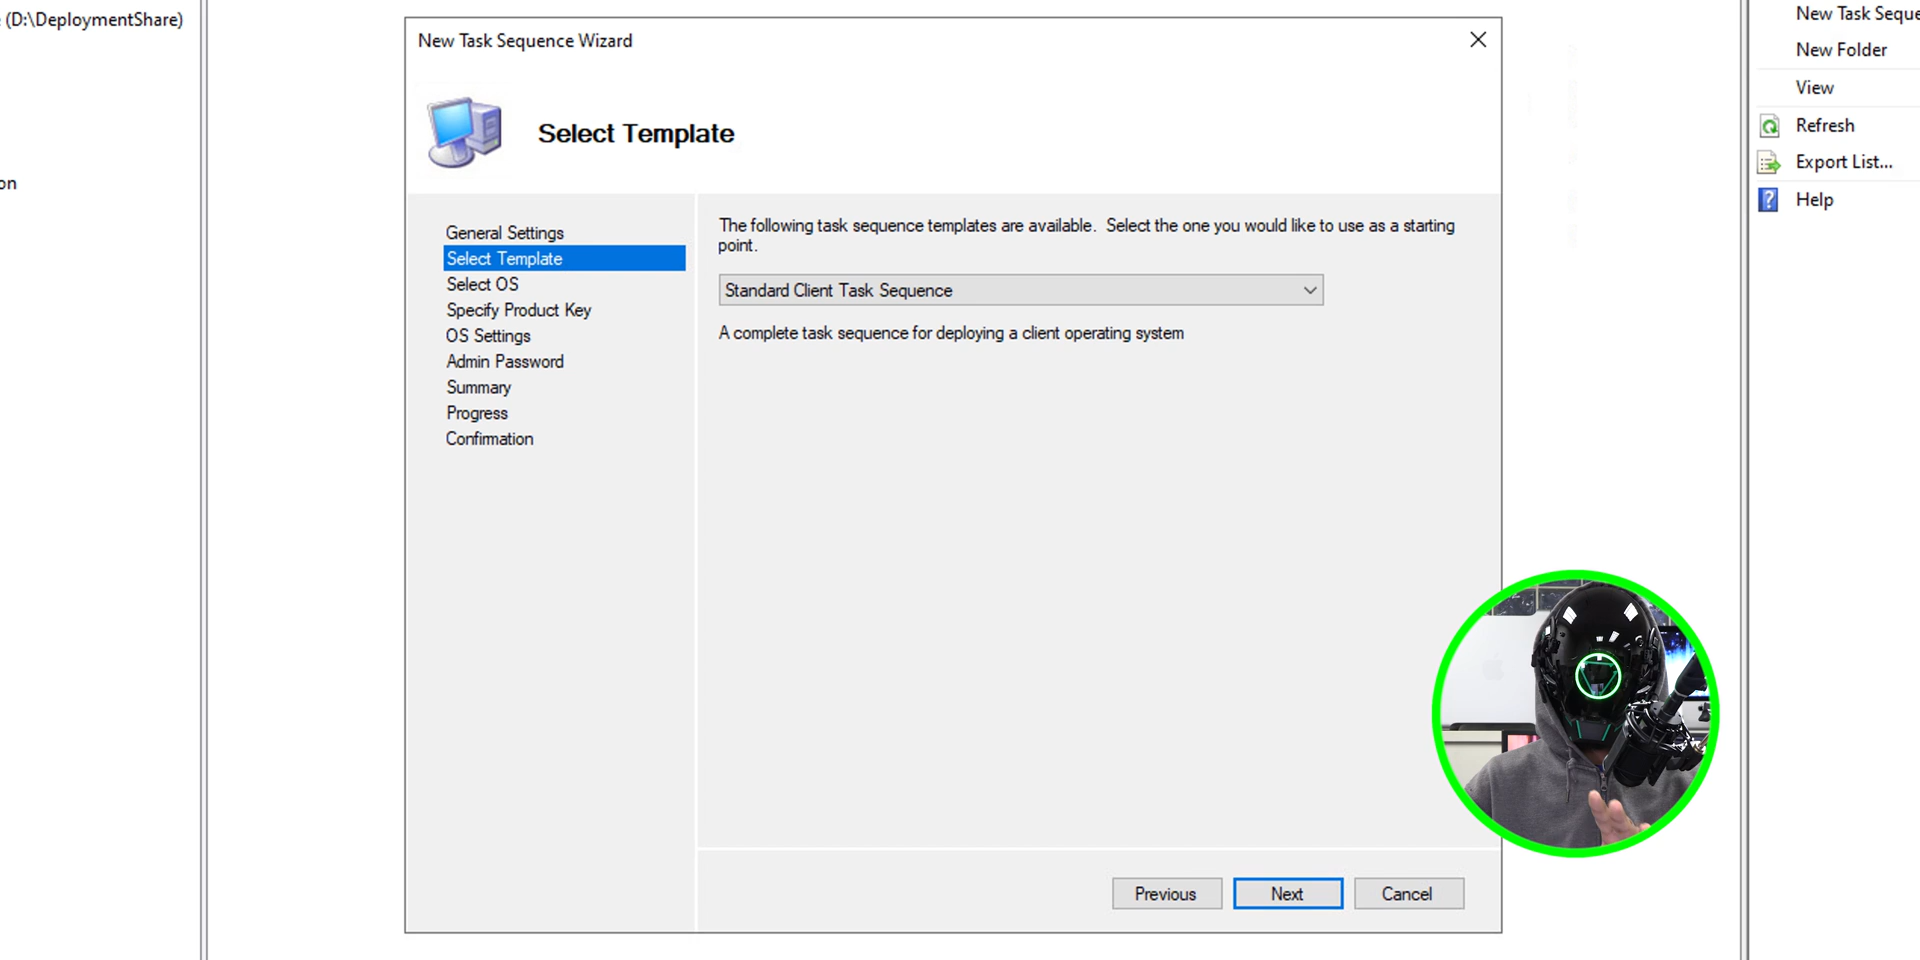 (D:\DeploymentShare)
on
New Task Sequence Wizard
Select Template
General Settings
Select Template
Select OS
Specify Product Key
OS Settings
Admin Password
Summary
Progress
Confirmation
The following task sequence templates are available.  Select the one you would like to use as a starting
point.
Standard Client Task Sequence
A complete task sequence for deploying a client operating system
Previous
Next
Cancel
New Task Seque
New Folder
View
Refresh
Export List...
Help